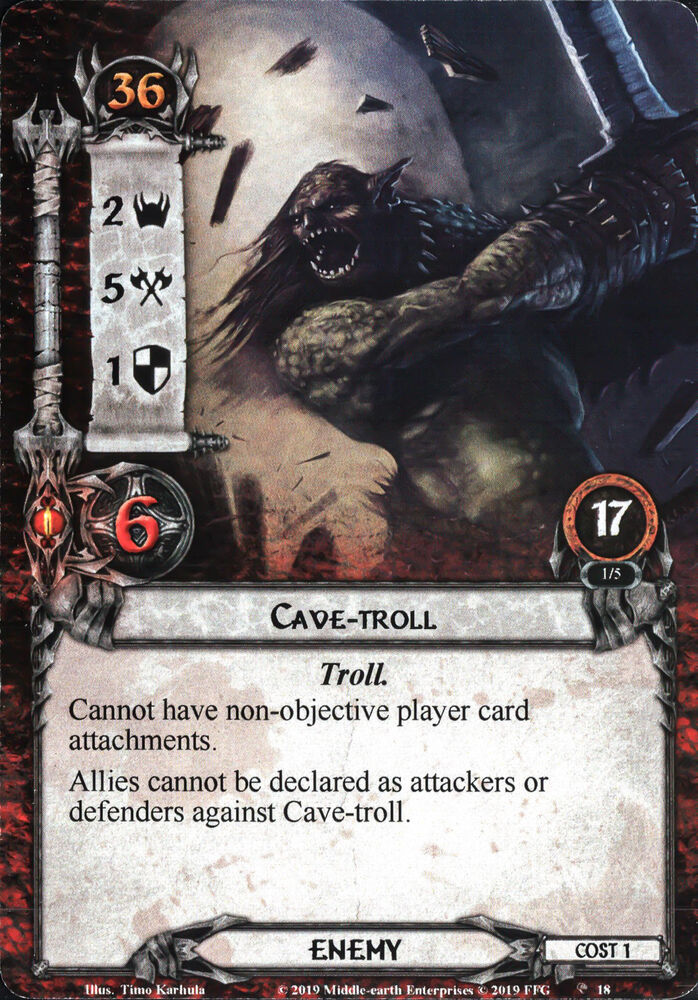 36
2
5
1
6
17
1/5
Cave-troll
Troll.
Cannot have non-objective player card
attachments.
Allies cannot be declared as attackers or
defenders against Cave-troll.
ENEMY
COST 1
Illus. Timo Karhula © 2019 Middle-earth Enterprises © 2019 FFG 18